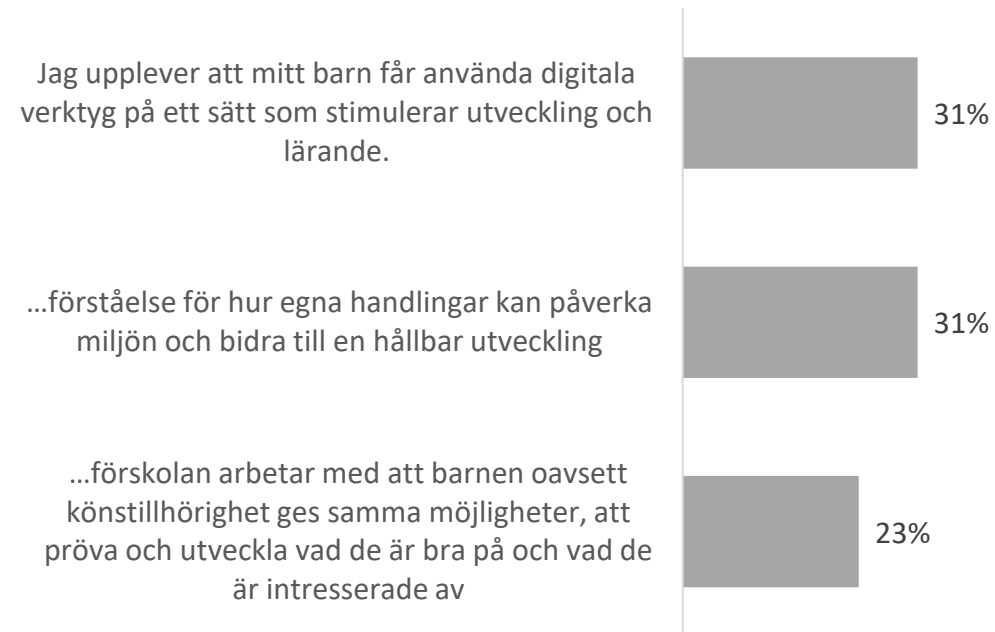 Jag upplever att mitt barn får använda digitala
verktyg på ett sätt som stimulerar utveckling och
lärande.
31%
…förståelse för hur egna handlingar kan påverka
miljön och bidra till en hållbar utveckling
31%
…förskolan arbetar med att barnen oavsett
könstillhörighet ges samma möjligheter, att
pröva och utveckla vad de är bra på och vad de
är intresserade av
23%